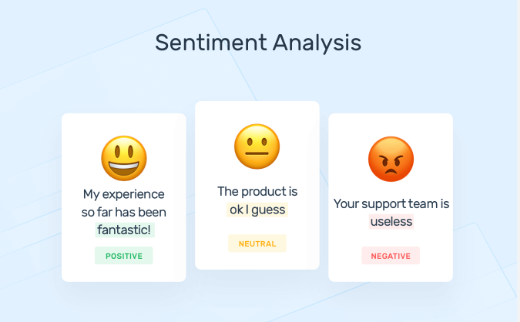 Sentiment Analysis
My experience
so far has been
fantastic!
POSITIVE
The product is
ok I guess
NEUTRAL
Your support team is
useless
NEGATIVE